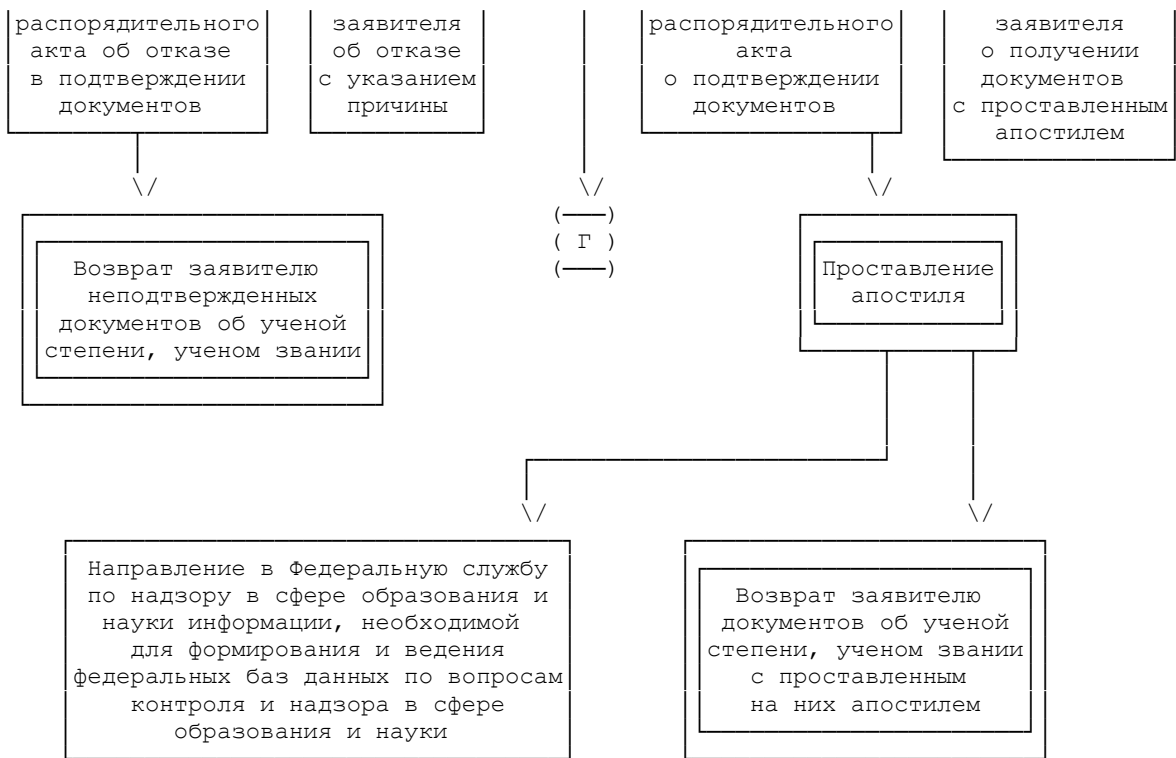 распорядительного
акта об отказе
в подтверждении
документов
заявителя
об отказе
с указанием
причины
распорядительного
акта
о подтверждении
документов
заявителя
о получении
документов
с проставленным
апостилем
\/
\/
\/
(───)
( Г )
(───)
Возврат заявителю
неподтвержденных
документов об ученой
степени, ученом звании
Проставление
апостиля
\/
\/
Направление в Федеральную службу
по надзору в сфере образования и
науки информации, необходимой
для формирования и ведения
федеральных баз данных по вопросам
контроля и надзора в сфере
образования и науки
Возврат заявителю
документов об ученой
степени, ученом звании
с проставленным
на них апостилем